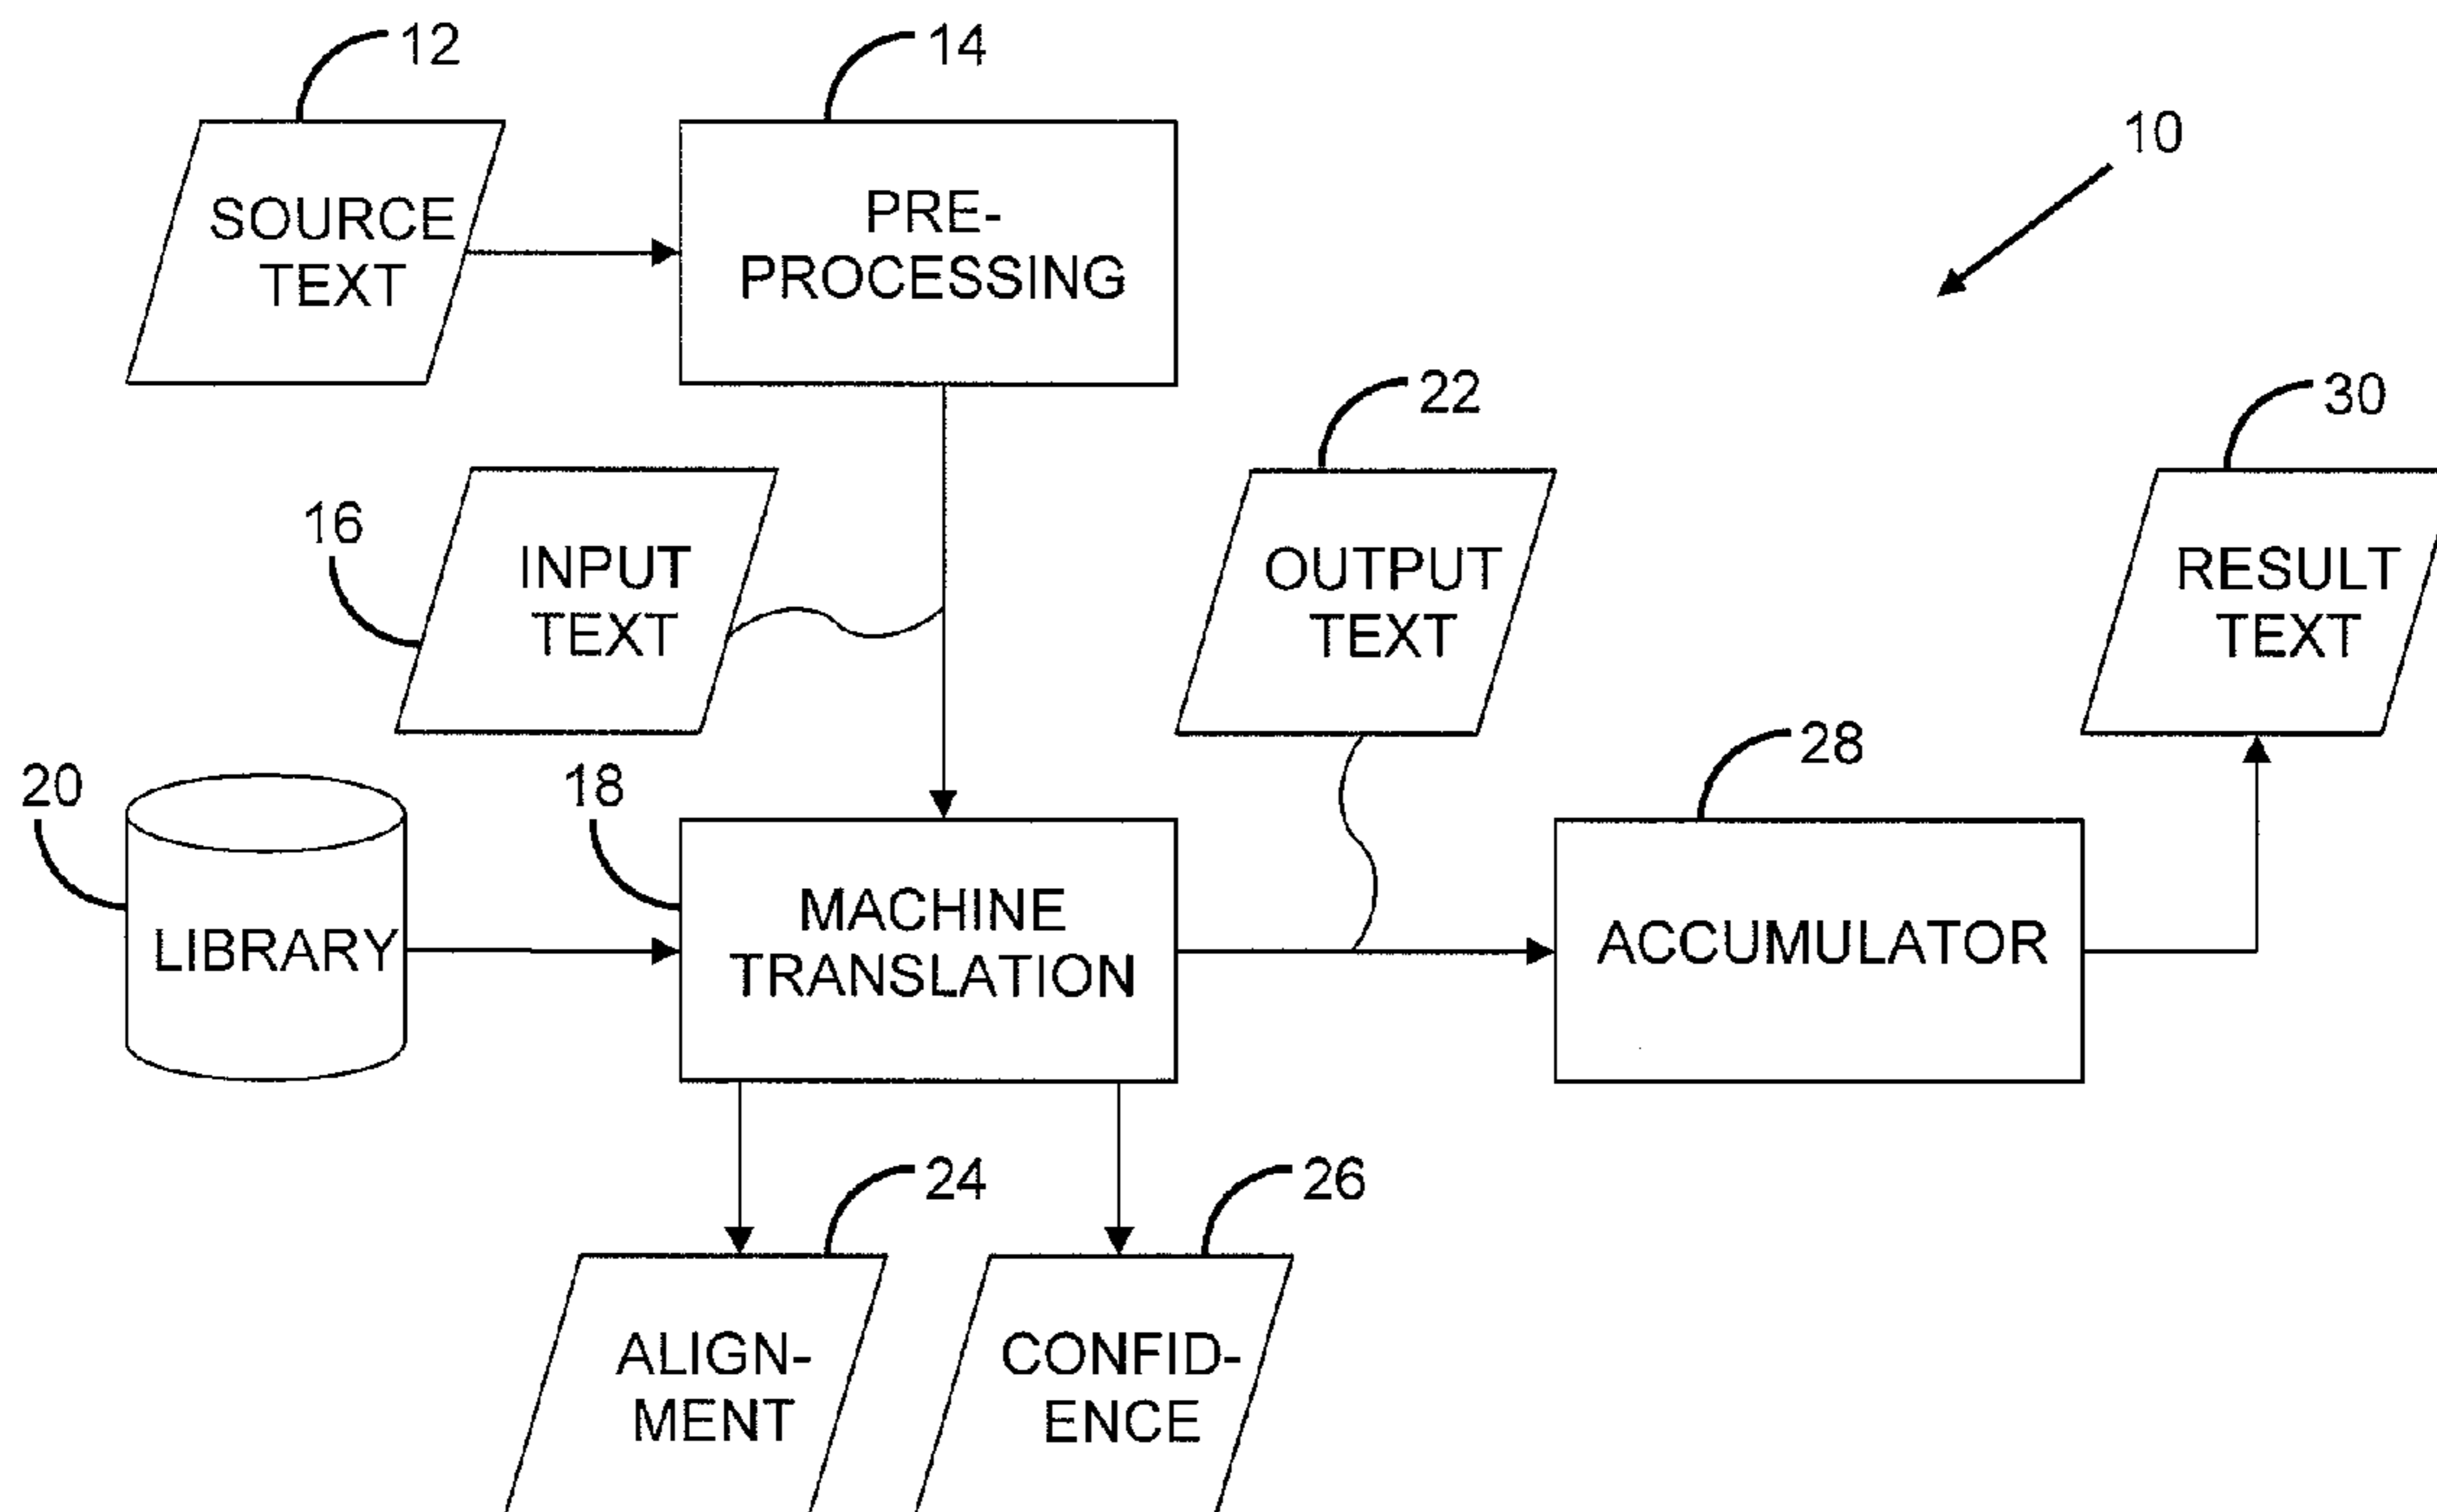 12
14
10
SOURCE
TEXT
PRE-
PROCESSING
22
30
16
INPUT
TEXT
OUTPUT
TEXT
RESULT
TEXT
20
18
28
LIBRARY
MACHINE
TRANSLATION
ACCUMULATOR
24
26
ALIGN-
MENT
CONFID-
ENCE